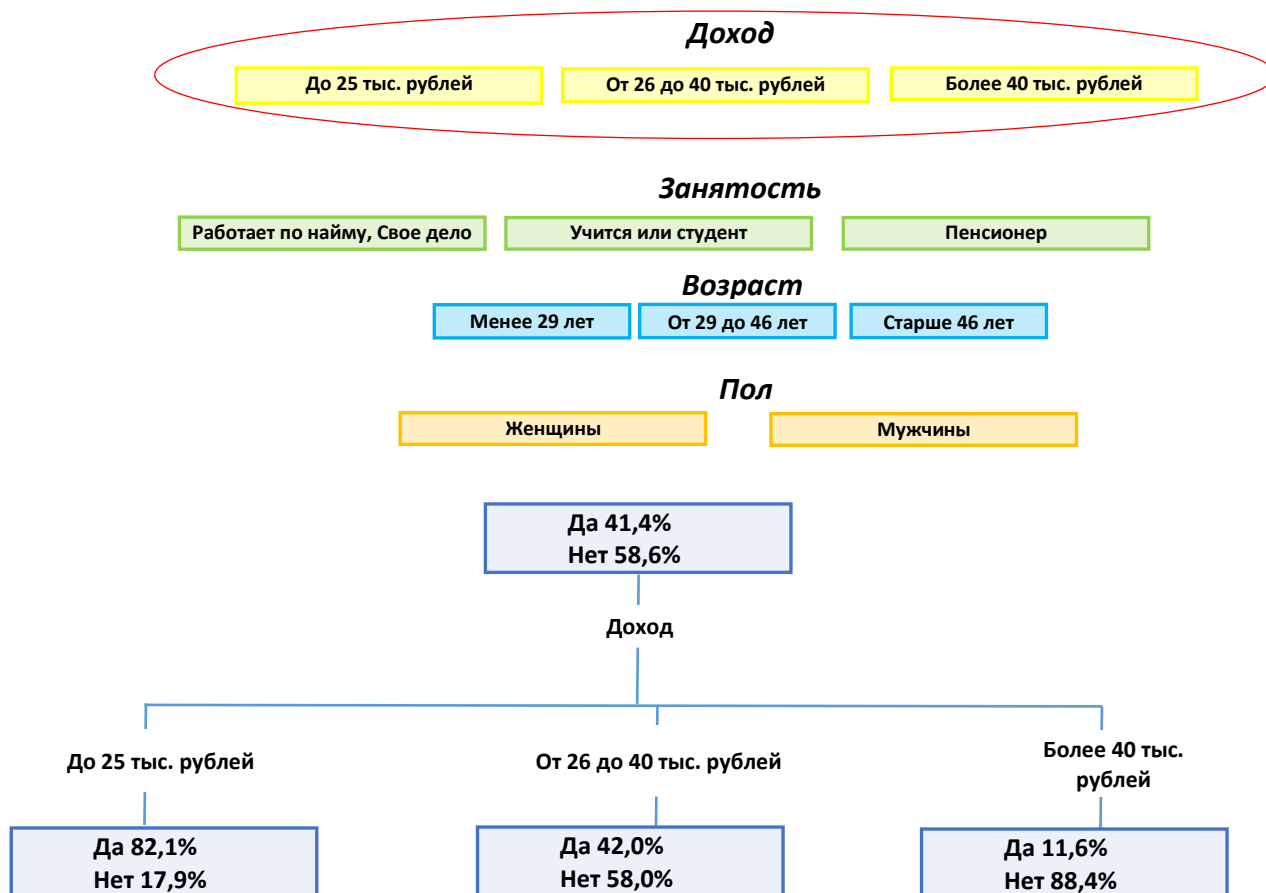 Доход
До 25 тыс. рублей
От 26 до 40 тыс. рублей
Более 40 тыс. рублей
Занятость
Работает по найму, Свое дело
Учится или студент
Пенсионер
Возраст
Менее 29 лет
От 29 до 46 лет
Старше 46 лет
Пол
Женщины
Мужчины
Да 41,4%
Нет 58,6%
Доход
До 25 тыс. рублей
От 26 до 40 тыс. рублей
Более 40 тыс.
рублей
Да 82,1%
Нет 17,9%
Да 42,0%
Нет 58,0%
Да 11,6%
Нет 88,4%